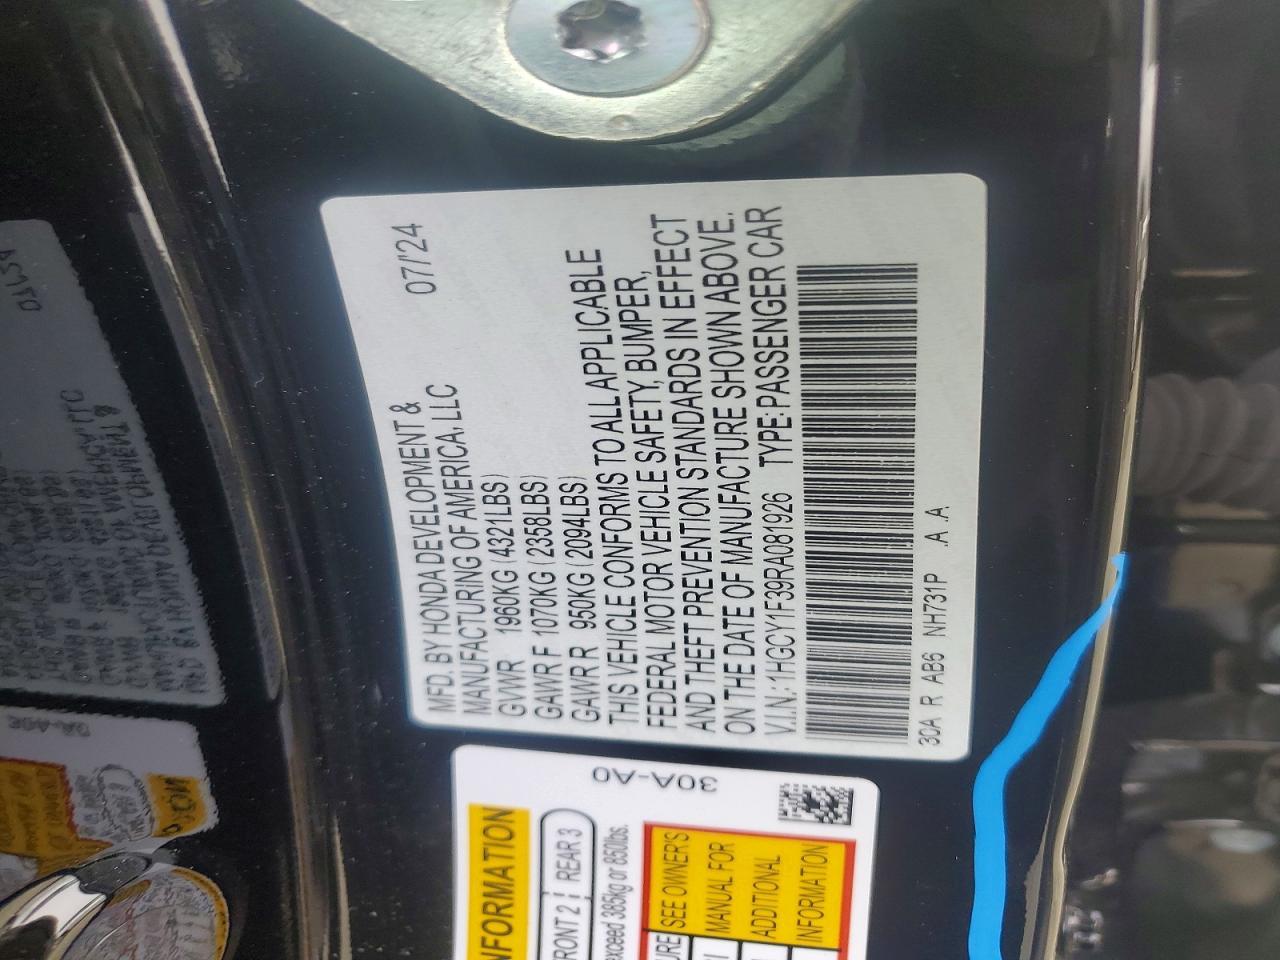 MFD. BY HONDA DEVELOPMENT &
MANUFACTURING OF AMERICA, LLC 07/'24
GVWR 1960KG (4321LBS)
GAWR F 1070KG (2358LBS)
GAWR R 950KG (2094LBS)
THIS VEHICLE CONFORMS TO ALL APPLICABLE
FEDERAL MOTOR VEHICLE SAFETY, BUMPER,
AND THEFT PREVENTION STANDARDS IN EFFECT
ON THE DATE OF MANUFACTURE SHOWN ABOVE.
V.I.N.: 1HGCY1F39RA081926 TYPE: PASSENGER CAR
30A R AB6 NH731P .A .A
30A-A0
INFORMATION
FRONT 2 REAR 3
exceed 385kg or 850lbs.
SEE OWNER'S
MANUAL FOR
ADDITIONAL
INFORMATION